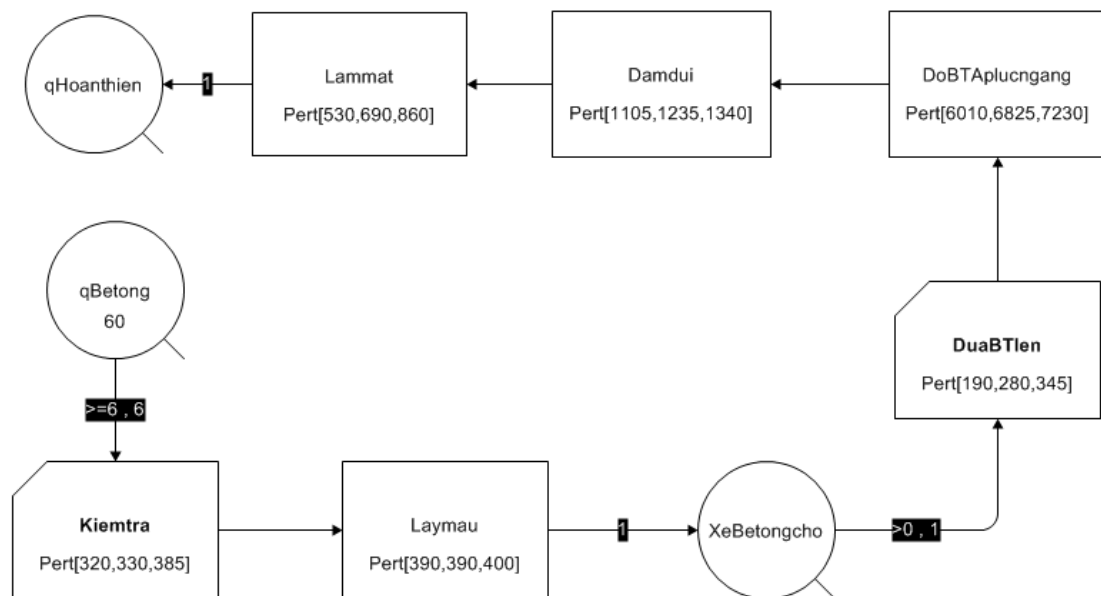 qHoanthien
1
Lammat
Pert[530,690,860]
Damdui
Pert[1105,1235,1340]
DoBTAplucngang
Pert[6010,6825,7230]
qBetong
60
>=6 , 6
DuaBTlen
Pert[190,280,345]
Kiemtra
Pert[320,330,385]
Laymau
Pert[390,390,400]
1
XeBetongcho
>0 , 1